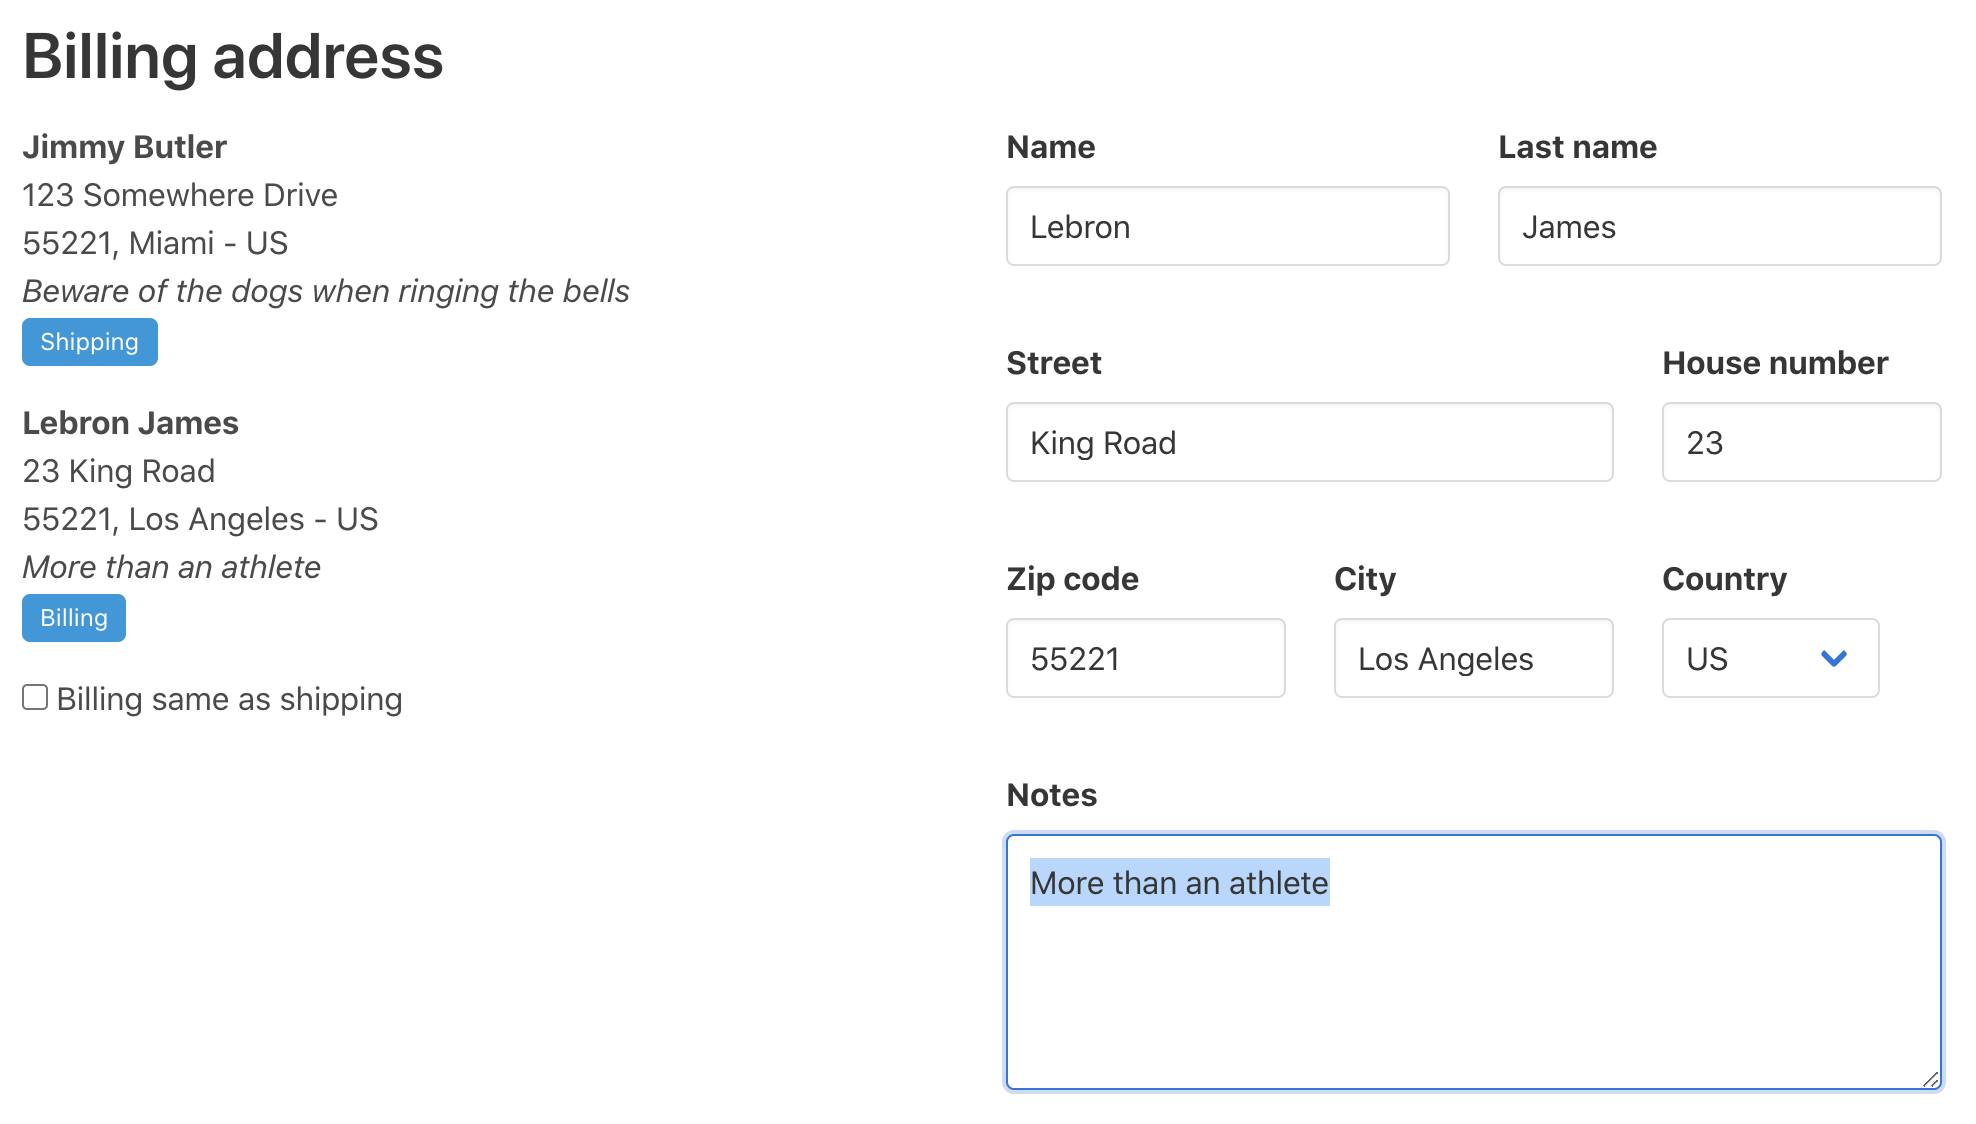 Billing address
Jimmy Butler
123 Somewhere Drive
55221, Miami - US
Beware of the dogs when ringing the bells
Shipping
Lebron James
23 King Road
55221, Los Angeles - US
More than an athlete
Billing
Billing same as shipping
Name
Last name
Lebron
James
Street
House number
King Road
23
Zip code
City
Country
55221
Los Angeles
US
Notes
More than an athlete